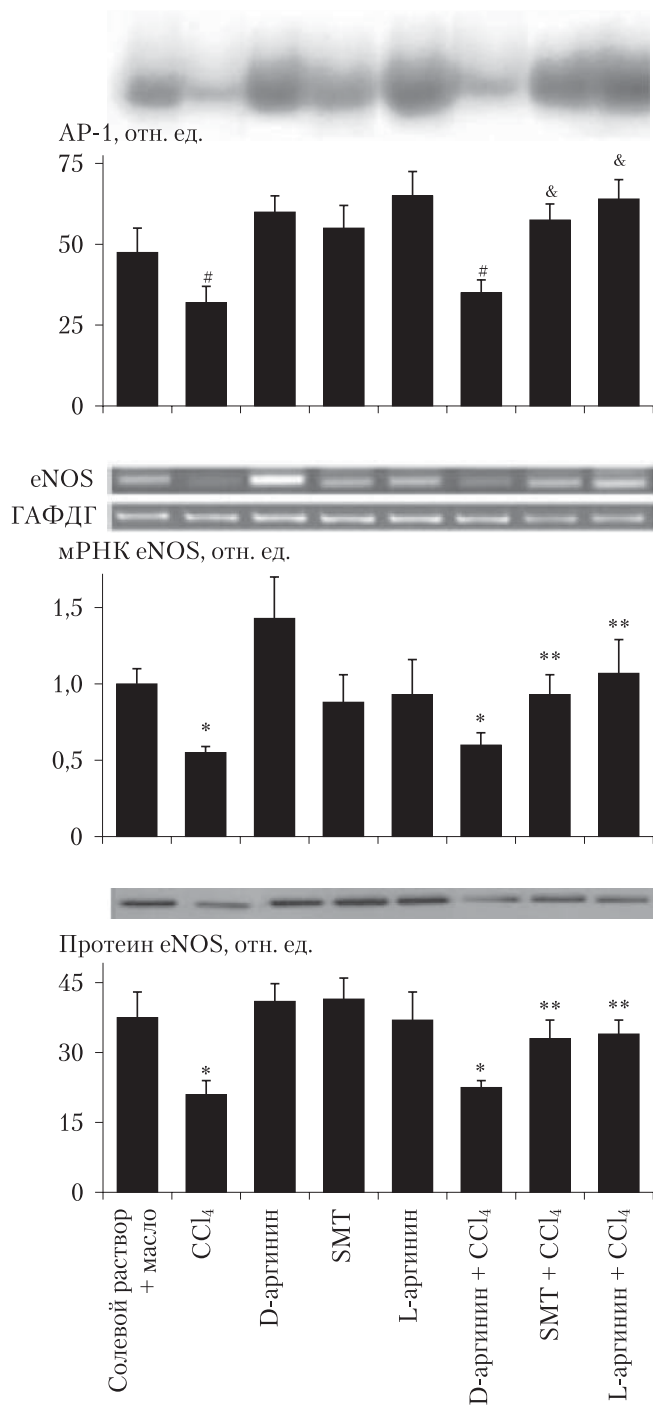 АР-1, отн. ед.
75
50
25
0
#
#
&
&
eNOS
ГАФДГ
мРНК eNOS, отн. ед.
1,5
1,0
0,5
0
*
*
**
**
Протеин eNOS, отн. ед.
45
30
15
0
*
*
**
**
Солевой раствор
+ масло
CCl₄
D-аргинин
SMT
L-аргинин
D-аргинин + CCl₄
SMT + CCl₄
L-аргинин + CCl₄